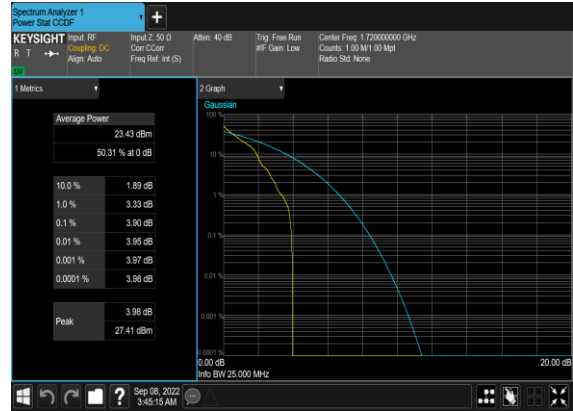 Spectrum Analyzer 1
Power Stat CCDF
KEYSIGHT
R T
LXI
Input: RF
Coupling: DC
Align: Auto
Input Z: 50 Ω
Corr CCorr
Freq Ref: Int (S)
Atten: 40 dB
Trig: Free Run
#IF Gain: Low
Center Freq: 1.720000000 GHz
Counts: 1.00 M/1.00 Mpt
Radio Std: None
1 Metrics
Average Power
23.43 dBm
50.31 % at 0 dB
10.0 % 1.89 dB
1.0 % 3.33 dB
0.1 % 3.90 dB
0.01 % 3.95 dB
0.001 % 3.97 dB
0.0001 % 3.98 dB
Peak 3.98 dB
27.41 dBm
2 Graph
Gaussian
100 %
10 %
1 %
0.1 %
0.01 %
0.001 %
0.0001 %
0.00 dB 20.00 dB
Info BW 25.000 MHz
? Sep 08, 2022
3:45:15 AM